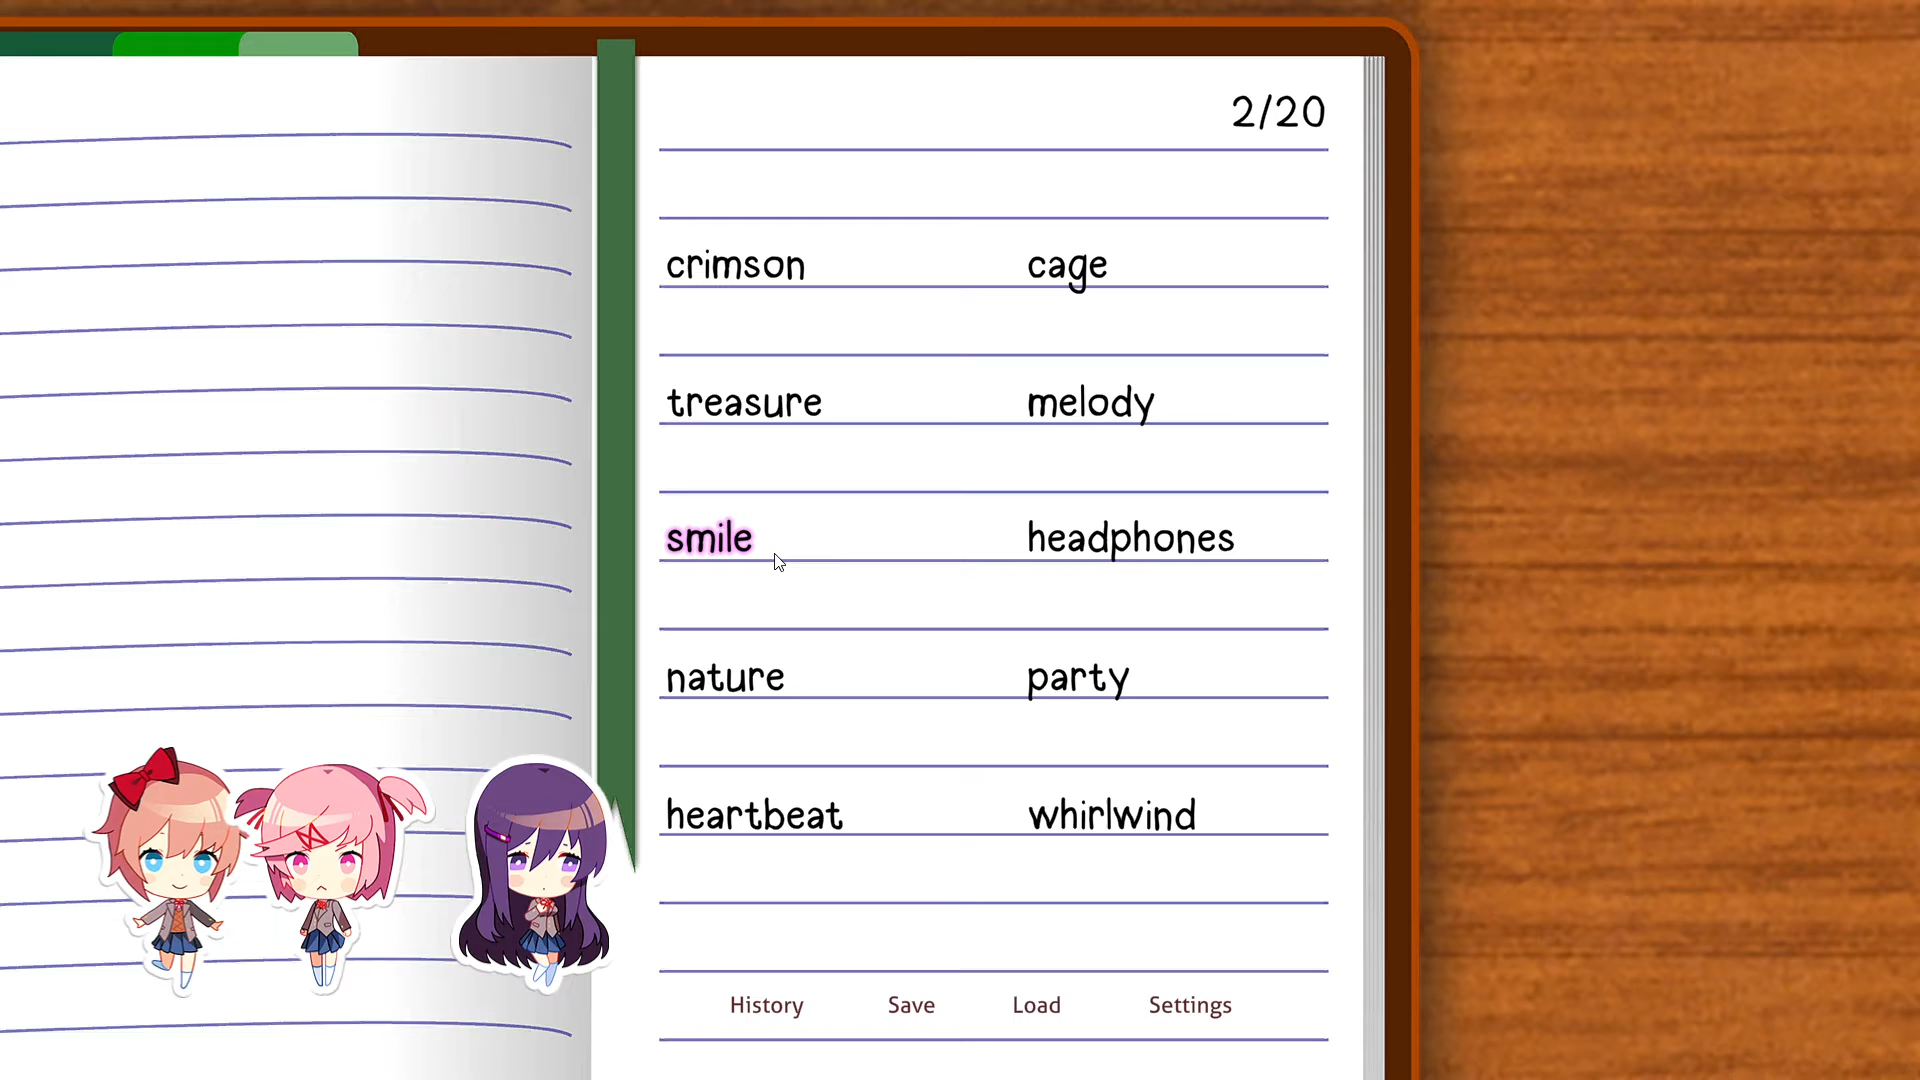 2/20
crimson cage
treasure melody
smile headphones
nature party
heartbeat whirlwind
History Save Load Settings